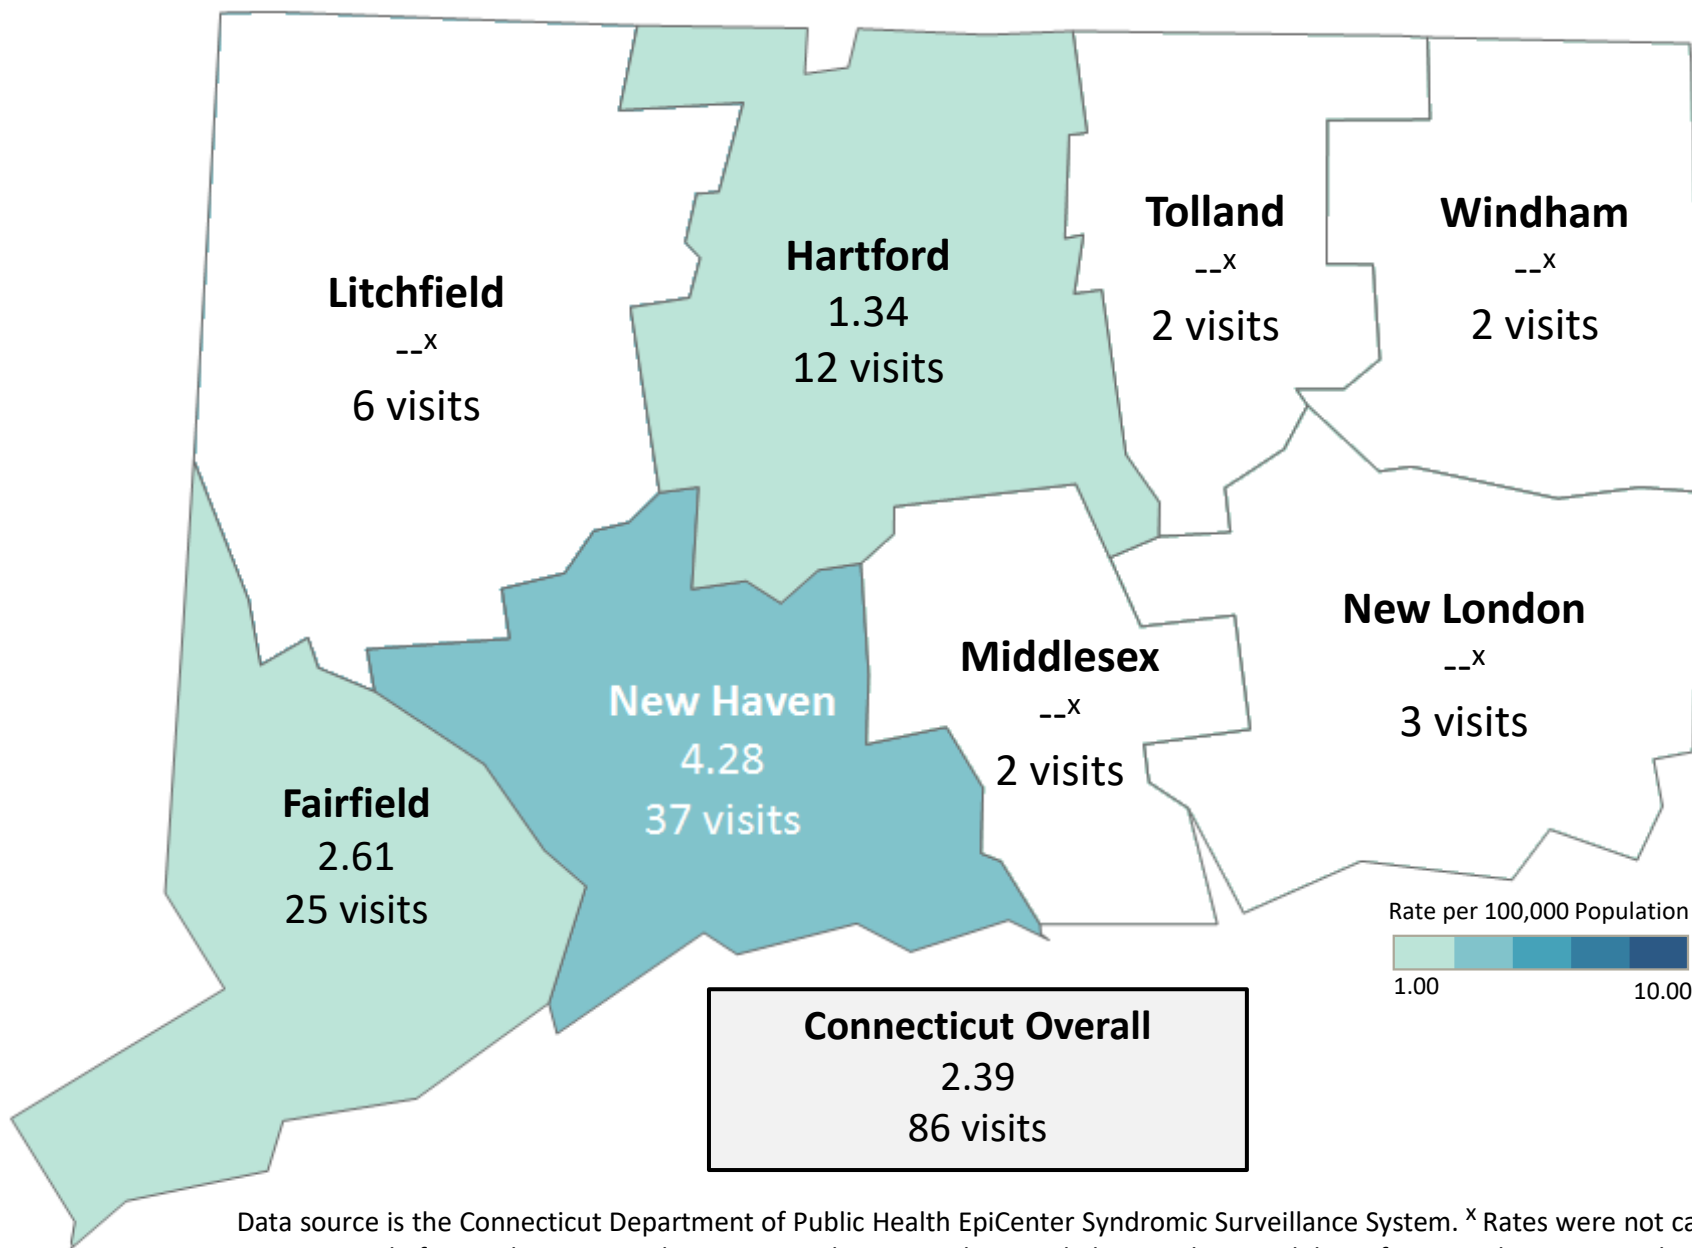 Litchfield
--x
6 visits
Hartford
1.34
12 visits
Tolland
--x
2 visits
Windham
--x
2 visits
New London
--x
3 visits
Middlesex
--x
2 visits
New Haven
4.28
37 visits
Fairfield
2.61
25 visits
Rate per 100,000 Population
1.00
10.00
Connecticut Overall
2.39
86 visits
Data source is the Connecticut Department of Public Health EpiCenter Syndromic Surveillance System. x Rates were not